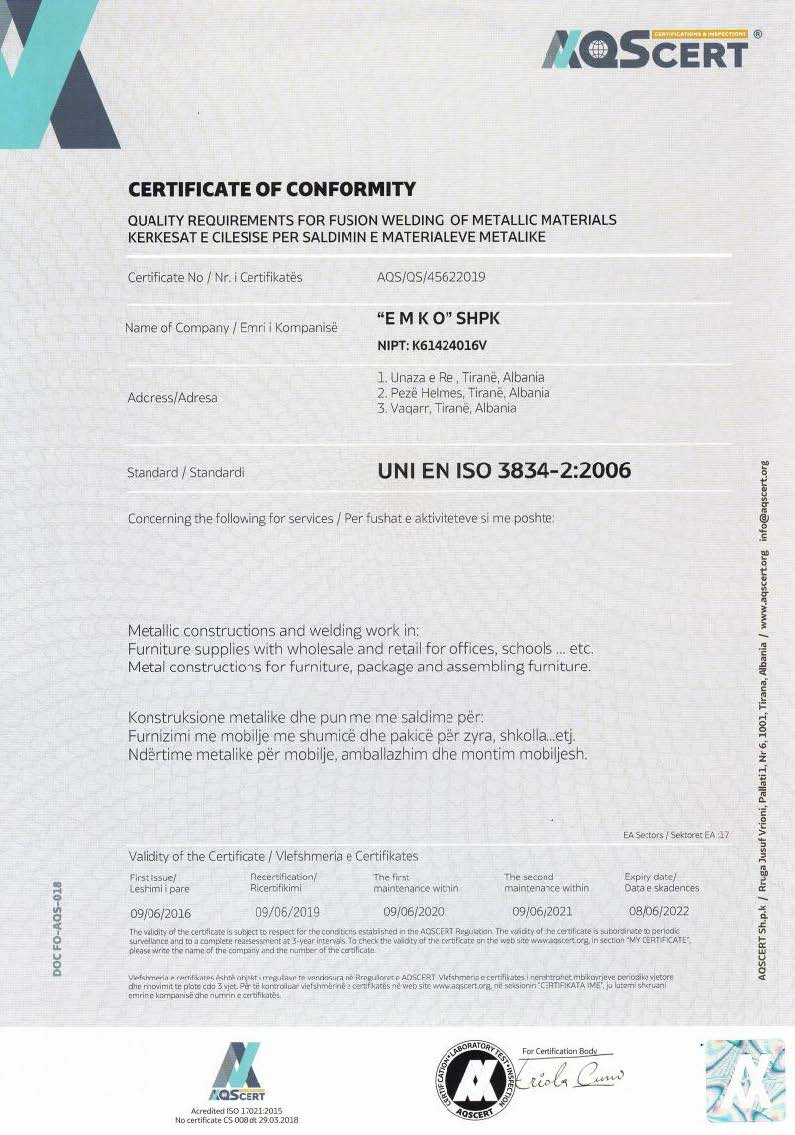 CERTIFICATIONS & INSPECTIONS
AQSCERT ®
CERTIFICATE OF CONFORMITY
QUALITY REQUIREMENTS FOR FUSION WELDING OF METALLIC MATERIALS
KERKESAT E CILESISE PER SALDIMIN E MATERIALEVE METALIKE
Certificate No / Nr. i Certifikatës AQS/QS/45622019
Name of Company / Emri i Kompanisë "E M K O" SHPK
NIPT: K61424016V
Adcress/Adresa
1. Unaza e Re , Tiranë, Albania
2. Pezë Helmes, Tiranë, Albania
3. Vaqarr, Tiranë, Albania
Standard / Standardi UNI EN ISO 3834-2:2006
Concerning the following for services / Per fushat e aktiviteteve si me poshte:
Metallic constructions and welding work in:
Furniture supplies with wholesale and retail for offices, schools ... etc.
Metal constructions for furniture, package and assembling furniture.
Konstruksione metalike dhe punime me saldime për:
Furnizimi me mobilje me shumicë dhe pakicë për zyra, shkolla...etj.
Ndërtime metalike për mobilje, amballazhim dhe montim mobiljesh.
EA Sectors / Sektoret EA :17
Validity of the Certificate / Vlefshmeria e Certifikates
First Issue/ Recertification/ The first The second Expiry date/
Leshimi i pare Ricertifikimi maintenance within maintenance within Data e skadences
09/06/2016 09/06/2019 09/06/2020 09/06/2021 08/06/2022
The validity of the certificate is subject to respect for the conditions established in the AQSCERT Regulation. The validity of the certificate is subordinate to periodic
surveillance and to a complete reassessment at 3-year intervals. To check the validity of the certificate on the web site www.aqscert.org, in section "MY CERTIFICATE",
please write the name of the company and the number of the certificate.
Vlefshmeria e certifikates është objekt i rregullave te vendosura në Rregulloret e AQSCERT. Vlefshmeria e certifikates i nenshtrohet mbikqyrjeve periodike vjetore
dhe rinovimit te plote cdo 3 vjet. Për të kontrolluar vlefshmërinë e certifikatës në web site www.aqscert.org, në seksionin "CERTIFIKATA IME", ju lutemi shkruani
emrin e kompanisë dhe numrin e certifikatës.
DOC FO-AQS-018
AQSCERT Sh.p.k / Rruga Jusuf Vrioni, Pallati 1, Nr 6, 1001, Tirana, Albania / www.aqscert.org info@aqscert.org
AQSCERT
Acredited ISO 17021:2015
No certificate CS 008 dt 29.03.2018
CERTIFICATION • LABORATORY TEST • INSPECTION
AQSCERT
For Certification Body